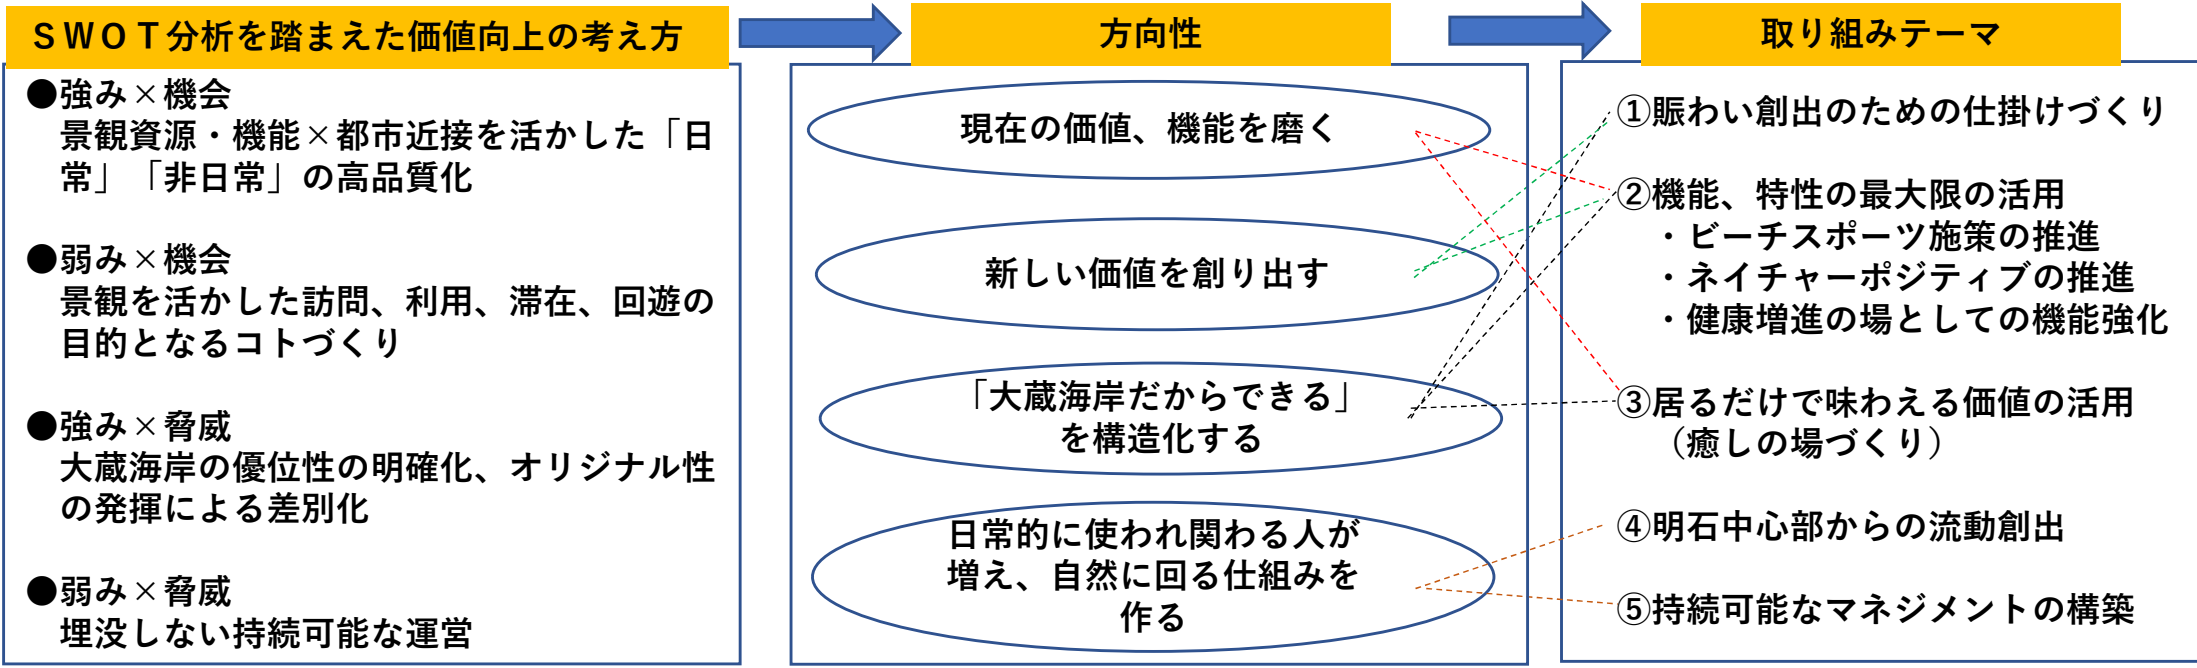 ＳＷＯＴ分析を踏まえた価値向上の考え方
●強み×機会
景観資源・機能×都市近接を活かした「日
常」「非日常」の高品質化
●弱み×機会
景観を活かした訪問、利用、滞在、回遊の
目的となるコトづくり
●強み×脅威
大蔵海岸の優位性の明確化、オリジナル性
の発揮による差別化
●弱み×脅威
埋没しない持続可能な運営
方向性
現在の価値、機能を磨く
新しい価値を創り出す
「大蔵海岸だからできる」
を構造化する
日常的に使われ関わる人が
増え、自然に回る仕組みを
作る
取り組みテーマ
①賑わい創出のための仕掛けづくり
②機能、特性の最大限の活用
・ビーチスポーツ施策の推進
・ネイチャーポジティブの推進
・健康増進の場としての機能強化
③居るだけで味わえる価値の活用
（癒しの場づくり）
④明石中心部からの流動創出
⑤持続可能なマネジメントの構築